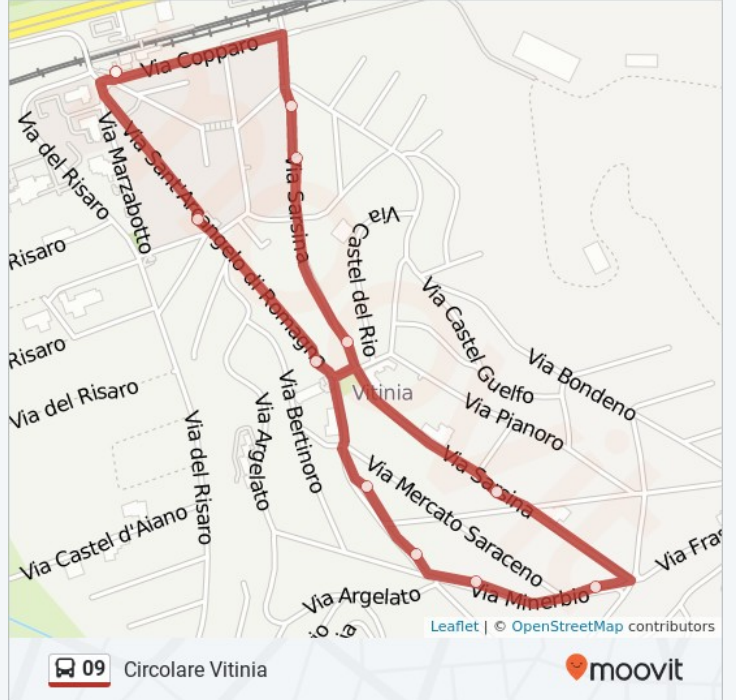 Via Copparo
Via del Risaro
Via Marzabotto
Via Sant'Arcangelo di Romagna
Via Sarsina
Via
Castel del Rio
Risaro
Via Castel Guelfo
Via Bondeno
Risaro
Vitinia
Via del Risaro
Via Pianoro
Via Bertinoro
Via Argelato
Via del Risaro
Via Sarsina
Via Mercato Saraceno
Via Castel d'Aiano
Via Fras
Via Argelato
Via Minerbio
io
ia
Leaflet | © OpenStreetMap contributors
09 Circolare Vitinia
moovit